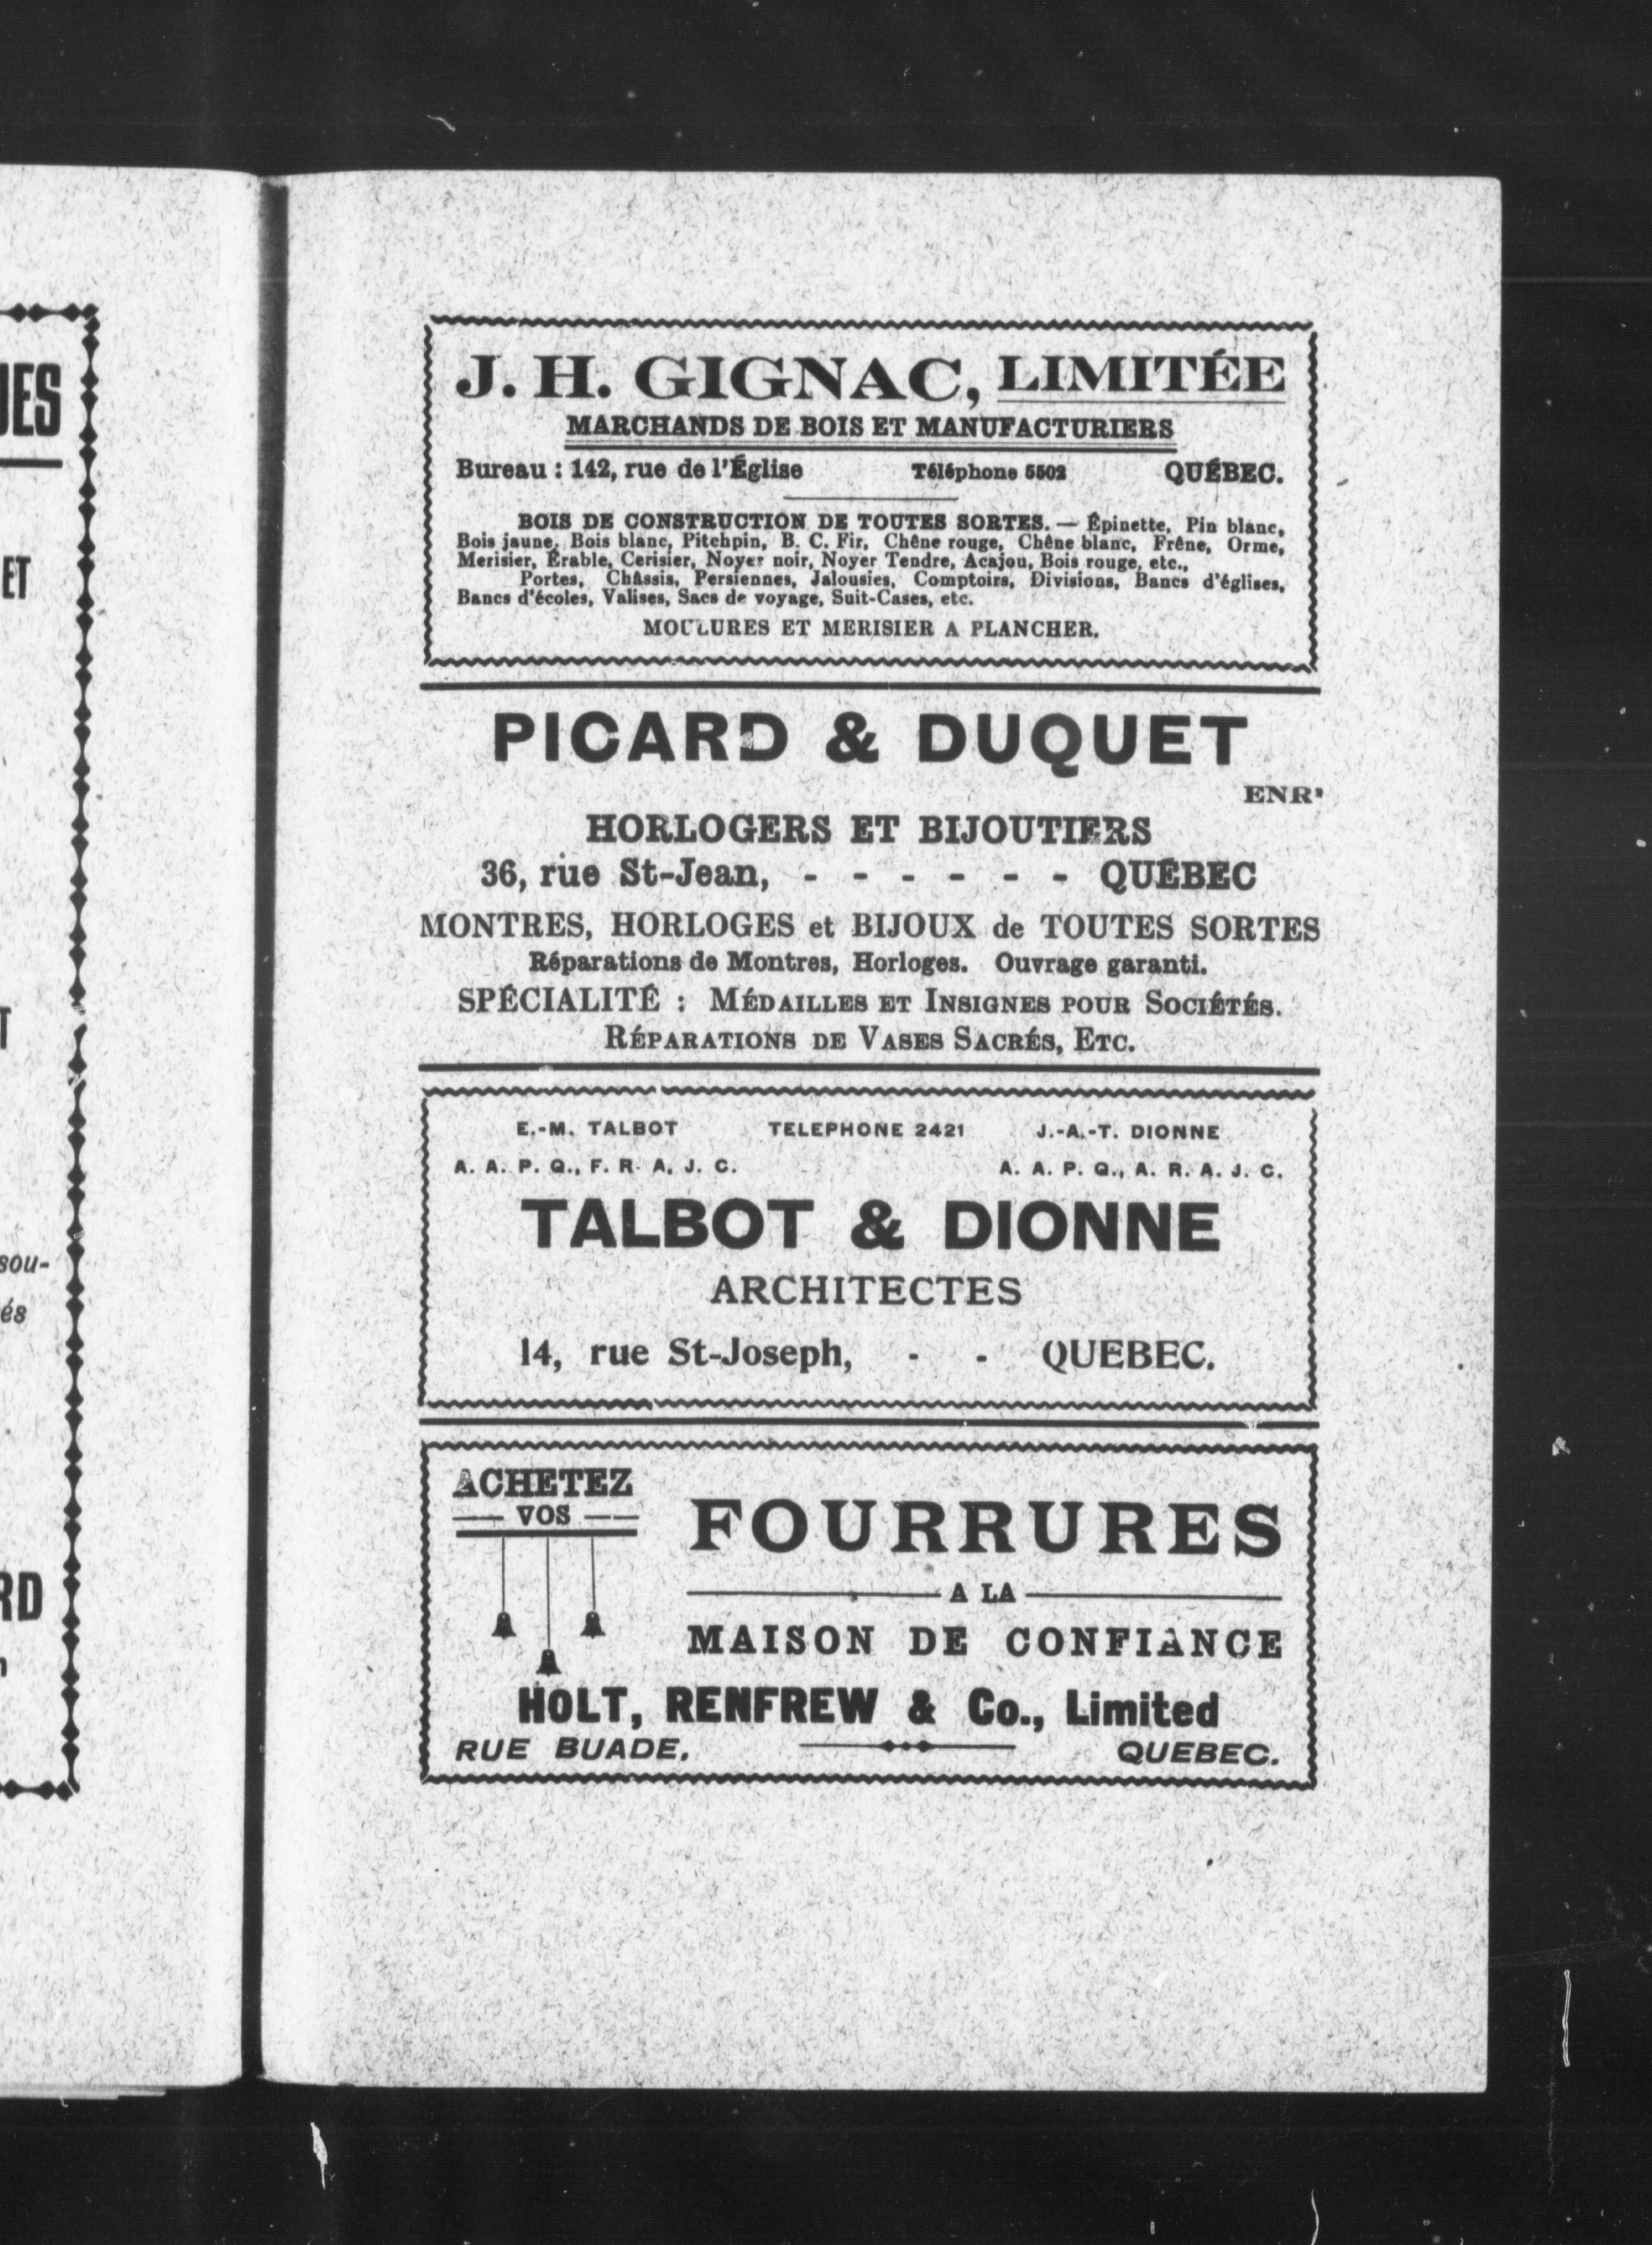 J. H. GIGNAC, LIMITÉE
MARCHANDS DE BOIS ET MANUFACTURIERS
Bureau : 142, rue de l'Église Téléphone 5502 QUÉBEC.
BOIS DE CONSTRUCTION DE TOUTES SORTES. — Épinette, Pin blanc,
Bois jaune, Bois blanc, Pitchpin, B. C. Fir, Chêne rouge, Chêne blanc, Frêne, Orme,
Merisier, Érable, Cerisier, Noyer noir, Noyer Tendre, Acajou, Bois rouge, etc.,
Portes, Châssis, Persiennes, Jalousies, Comptoirs, Divisions, Bancs d'églises,
Bancs d'écoles, Valises, Sacs de voyage, Suit-Cases, etc.
MOULURES ET MERISIER A PLANCHER.
PICARD & DUQUET
ENR'
HORLOGERS ET BIJOUTIERS
36, rue St-Jean, - - - - - - QUÉBEC
MONTRES, HORLOGES et BIJOUX de TOUTES SORTES
Réparations de Montres, Horloges. Ouvrage garanti.
SPÉCIALITÉ : MÉDAILLES ET INSIGNES POUR SOCIÉTÉS.
RÉPARATIONS DE VASES SACRÉS, ETC.
E.-M. TALBOT TELEPHONE 2421 J.-A.-T. DIONNE
A. A. P. Q., F. R. A. J. C. A. A. P. Q., A. R. A. J. C.
TALBOT & DIONNE
ARCHITECTES
14, rue St-Joseph, - - QUEBEC.
ACHETEZ
— VOS —
FOURRURES
A LA
MAISON DE CONFIANCE
HOLT, RENFREW & Co., Limited
RUE BUADE. QUEBEC.